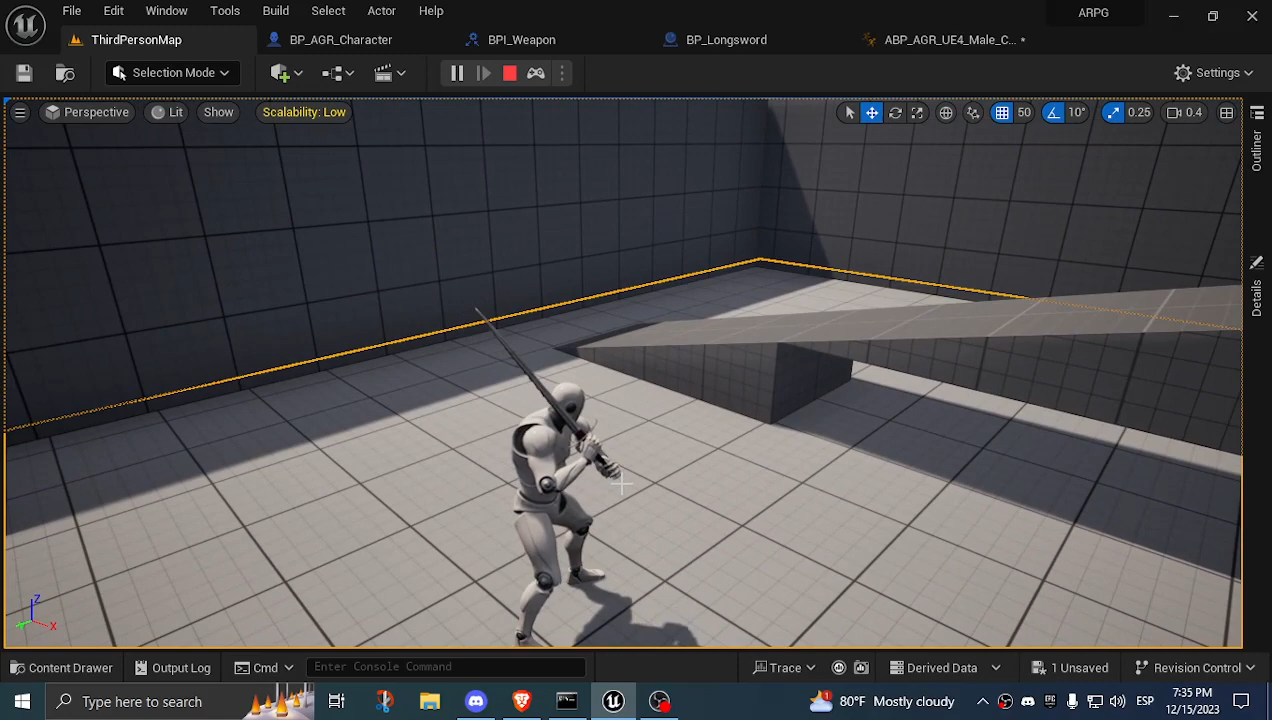 File Edit Window Tools Build Select Actor Help
ARPG
ThirdPersonMap
BP_AGR_Character
BPI_Weapon
BP_Longsword
ABP_AGR_UE4_Male_C... *
Selection Mode
Settings
Perspective
Lit
Show
Scalability: Low
50
10°
0.25
0.4
Outliner
Details
Z
X
Content Drawer
Output Log
Cmd
Enter Console Command
Trace
Derived Data
1 Unsaved
Revision Control
Type here to search
1
80°F Mostly cloudy
ESP
7:35 PM
12/15/2023